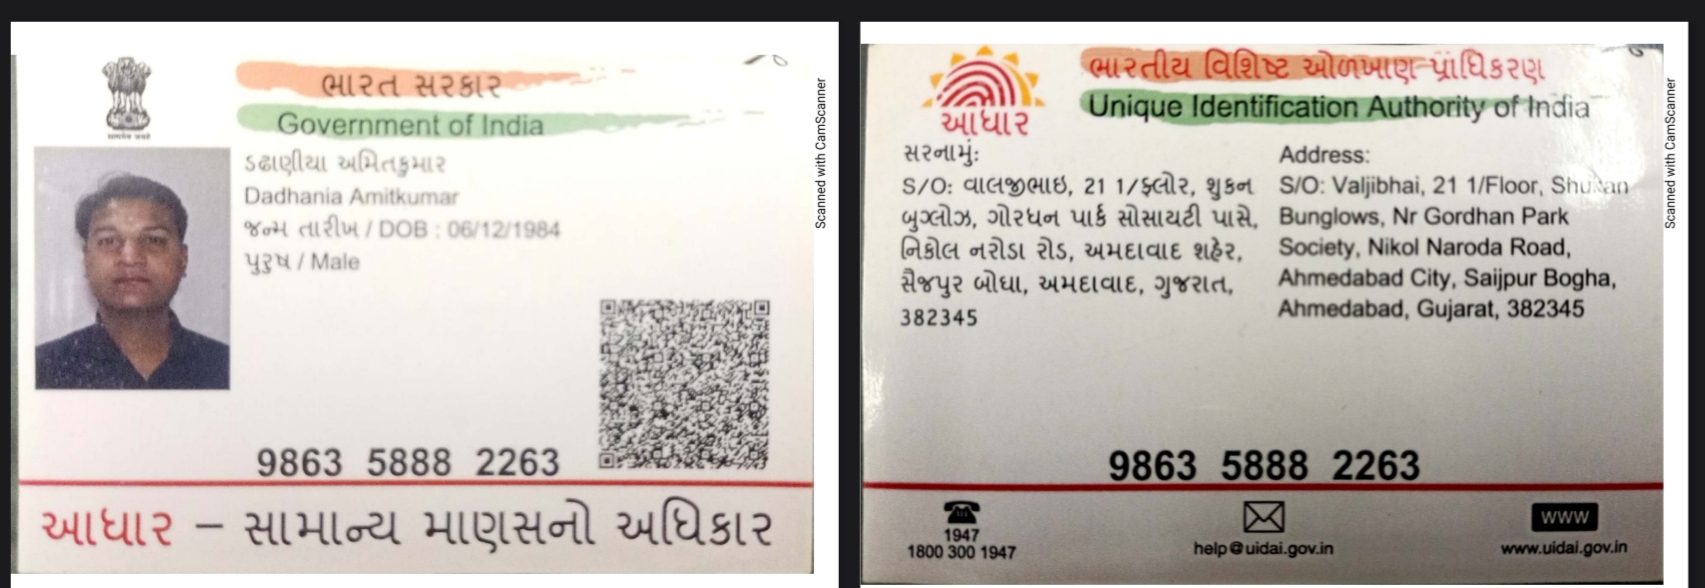 ભારત સરકાર
Government of India
ડઢાણીયા અમિતકુમાર
Dadhania Amitkumar
જન્મ તારીખ / DOB : 06/12/1984
પુરુષ / Male
9863 5888 2263
આધાર – સામાન્ય માણસનો અધિકાર
Scanned with CamScanner
ભારતીય વિશિષ્ટ ઓળખાણ પ્રાધિકરણ
Unique Identification Authority of India
આધાર
સરનામું:
S/O: વાલજીભાઇ, 21 1/ફ્લોર, શુકન
બુગ્લોઝ, ગોરધન પાર્ક સોસાયટી પાસે,
નિકોલ નરોડા રોડ, અમદાવાદ શહેર,
સૈજપુર બોઘા, અમદાવાદ, ગુજરાત,
382345
Address:
S/O: Valjibhai, 21 1/Floor, Shukan
Bunglows, Nr Gordhan Park
Society, Nikol Naroda Road,
Ahmedabad City, Saijpur Bogha,
Ahmedabad, Gujarat, 382345
9863 5888 2263
1947
1800 300 1947
help@uidai.gov.in
www
www.uidai.gov.in
Scanned with CamScanner